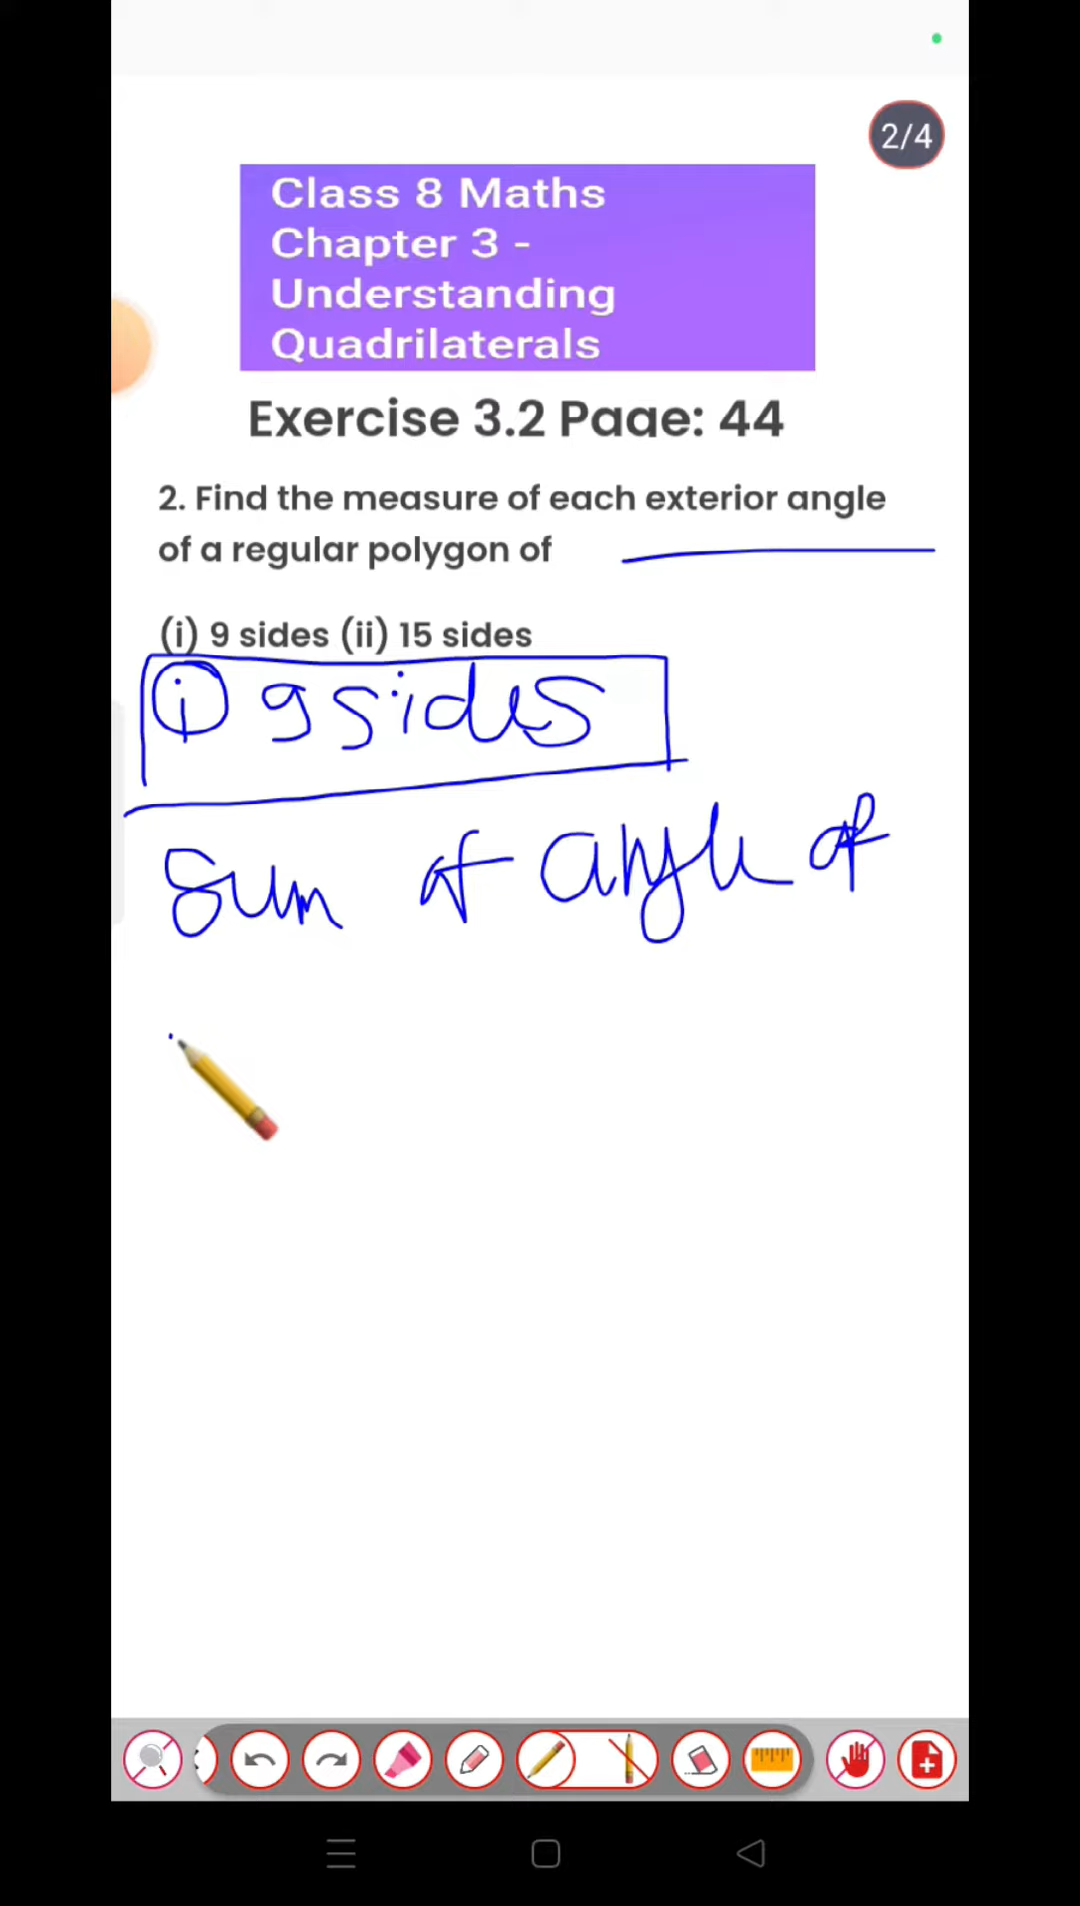 2/4
Class 8 Maths
Chapter 3 -
Understanding
Quadrilaterals
Exercise 3.2 Page: 44
2. Find the measure of each exterior angle
of a regular polygon of
(i) 9 sides (ii) 15 sides
(i) 9 sides
Sum of angle of